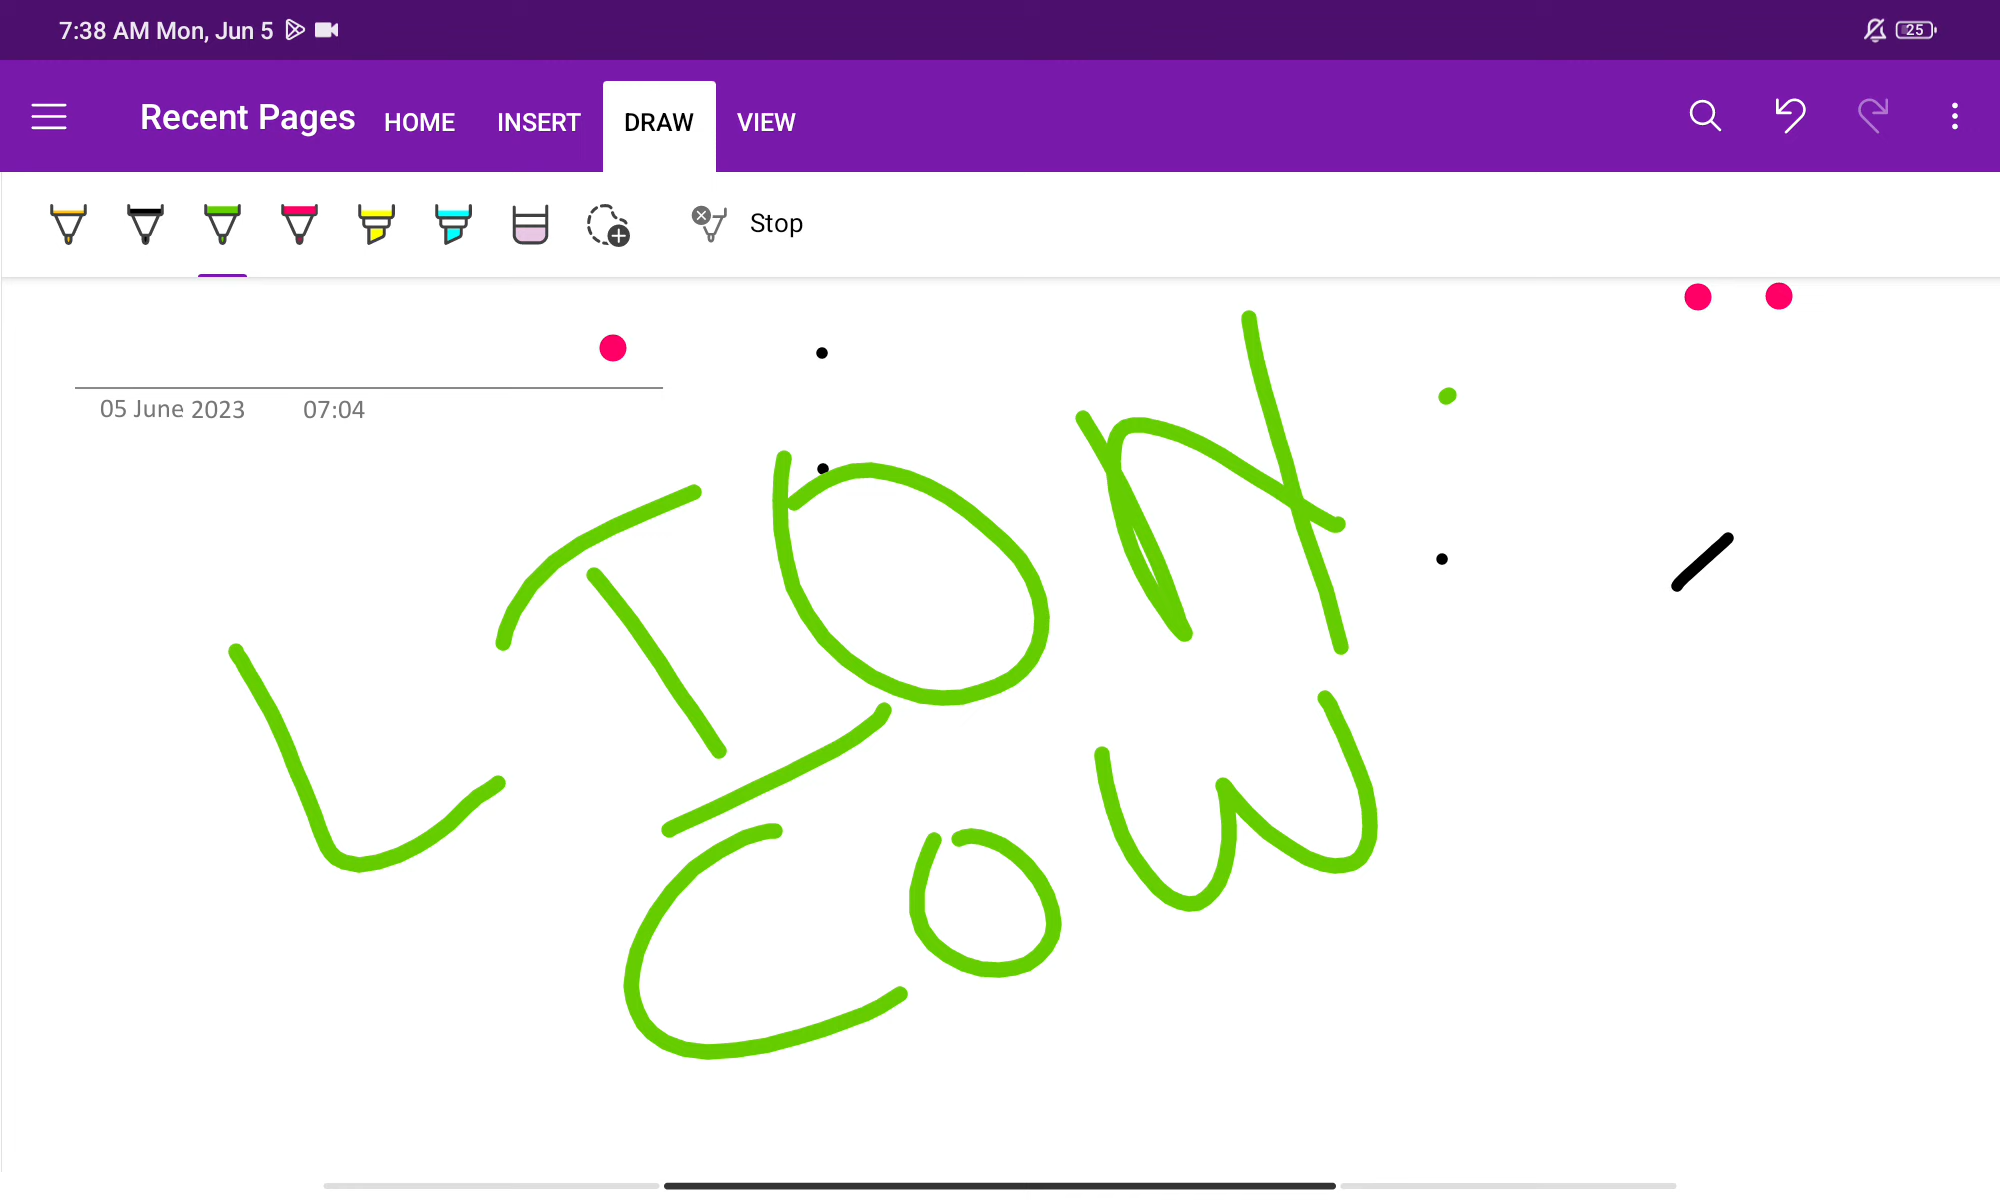 7:38 AM Mon, Jun 5 25
Recent Pages HOME INSERT DRAW VIEW
Stop
05 June 2023 07:04
LION
COW